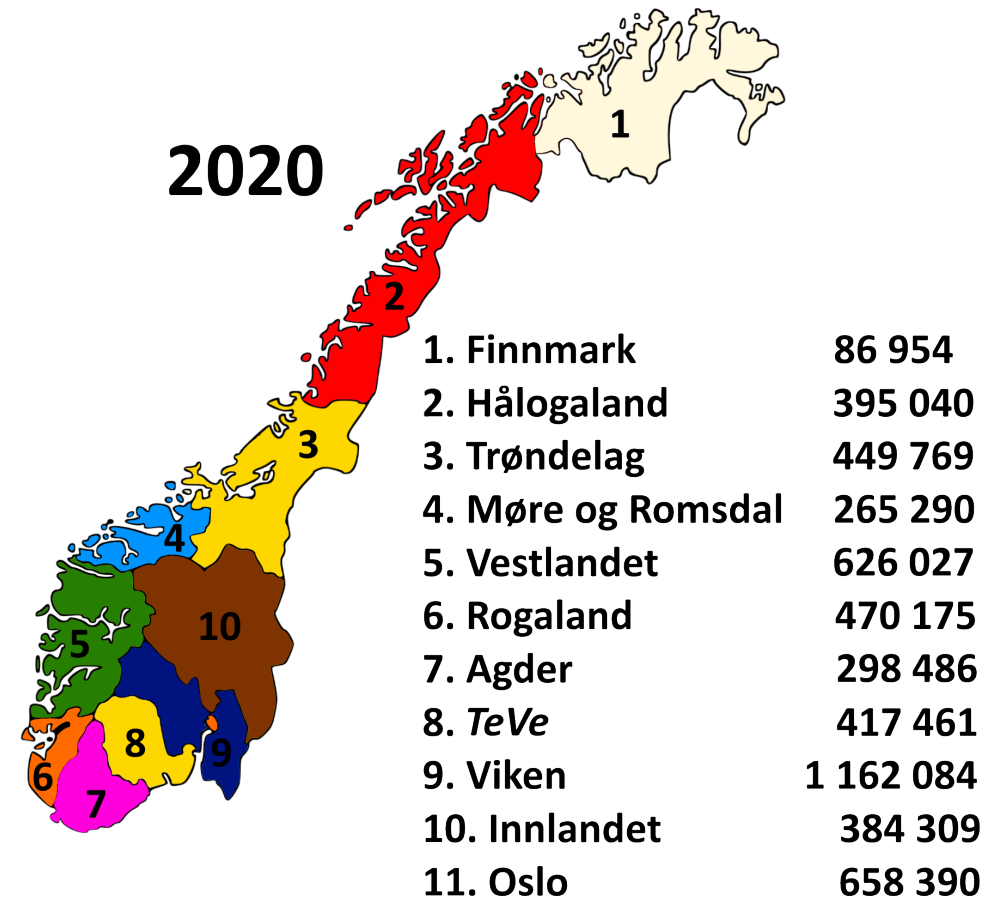 2020
1
2
3
4
5
6
7
8
9
10
1. Finnmark 86 954
2. Hålogaland 395 040
3. Trøndelag 449 769
4. Møre og Romsdal 265 290
5. Vestlandet 626 027
6. Rogaland 470 175
7. Agder 298 486
8. TeVe 417 461
9. Viken 1 162 084
10. Innlandet 384 309
11. Oslo 658 390